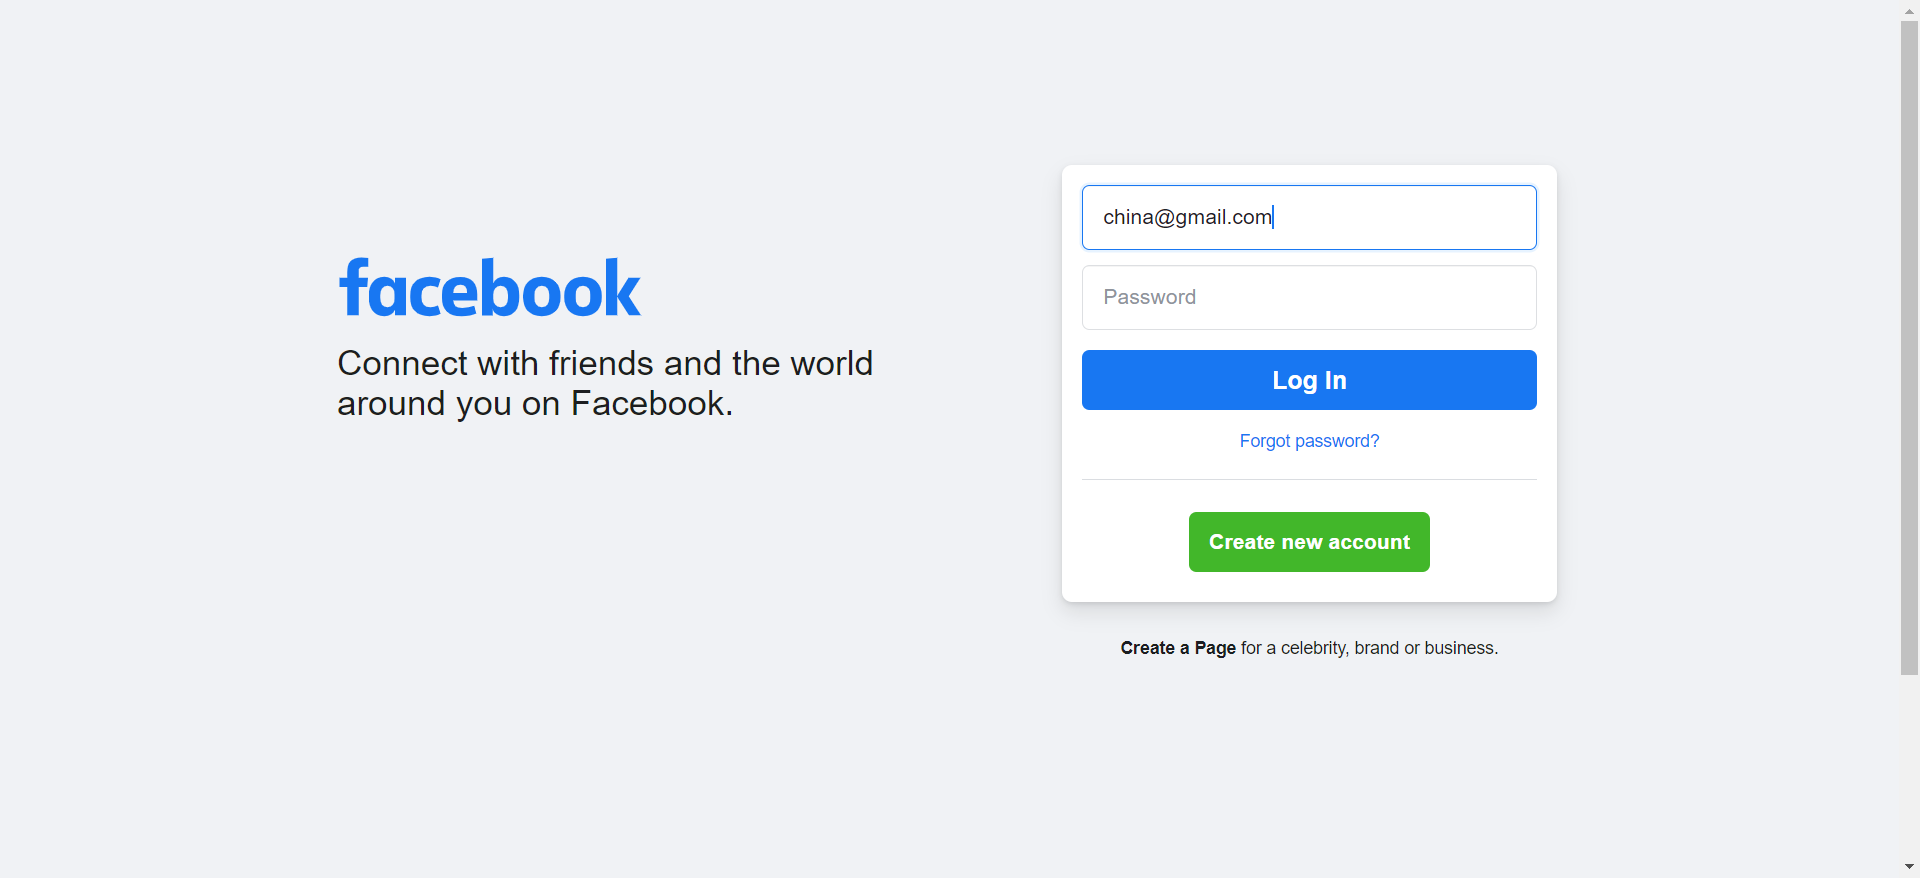 facebook
Connect with friends and the world
around you on Facebook.
china@gmail.com
Password
Log In
Forgot password?
Create new account
Create a Page for a celebrity, brand or business.